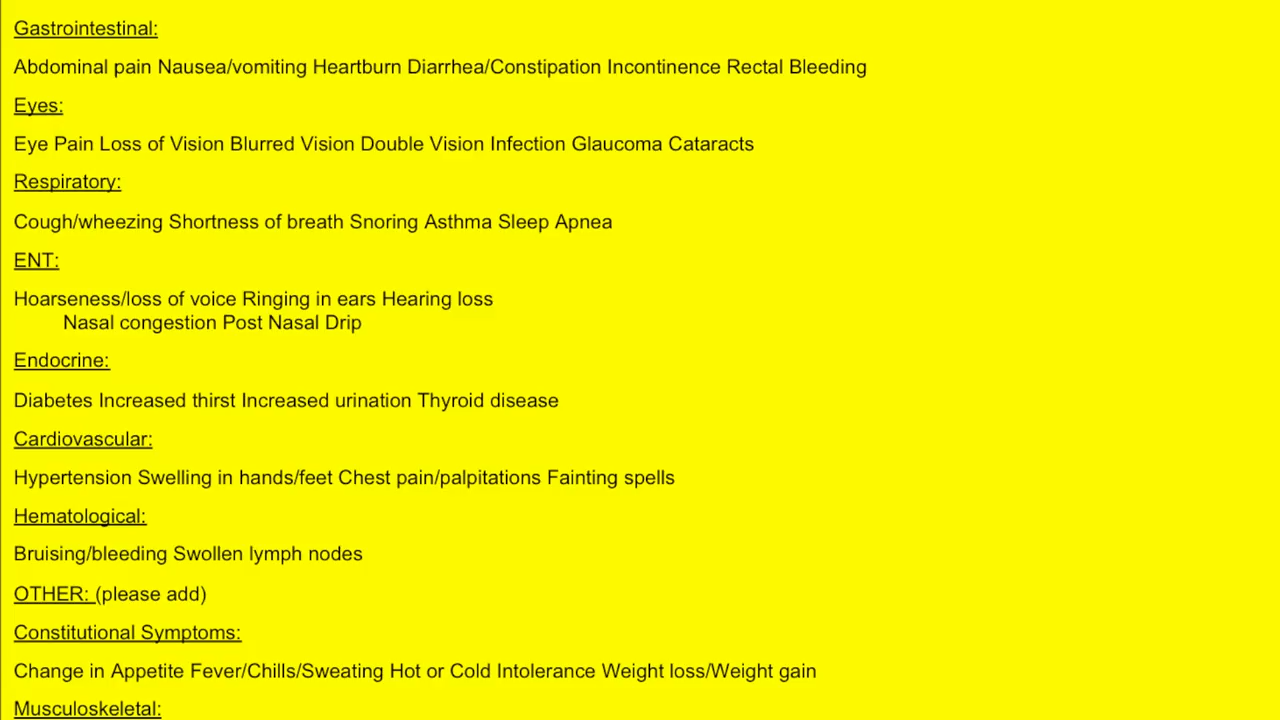 Gastrointestinal:
Abdominal pain Nausea/vomiting Heartburn Diarrhea/Constipation Incontinence Rectal Bleeding
Eyes:
Eye Pain Loss of Vision Blurred Vision Double Vision Infection Glaucoma Cataracts
Respiratory:
Cough/wheezing Shortness of breath Snoring Asthma Sleep Apnea
ENT:
Hoarseness/loss of voice Ringing in ears Hearing loss
Nasal congestion Post Nasal Drip
Endocrine:
Diabetes Increased thirst Increased urination Thyroid disease
Cardiovascular:
Hypertension Swelling in hands/feet Chest pain/palpitations Fainting spells
Hematological:
Bruising/bleeding Swollen lymph nodes
OTHER: (please add)
Constitutional Symptoms:
Change in Appetite Fever/Chills/Sweating Hot or Cold Intolerance Weight loss/Weight gain
Musculoskeletal: